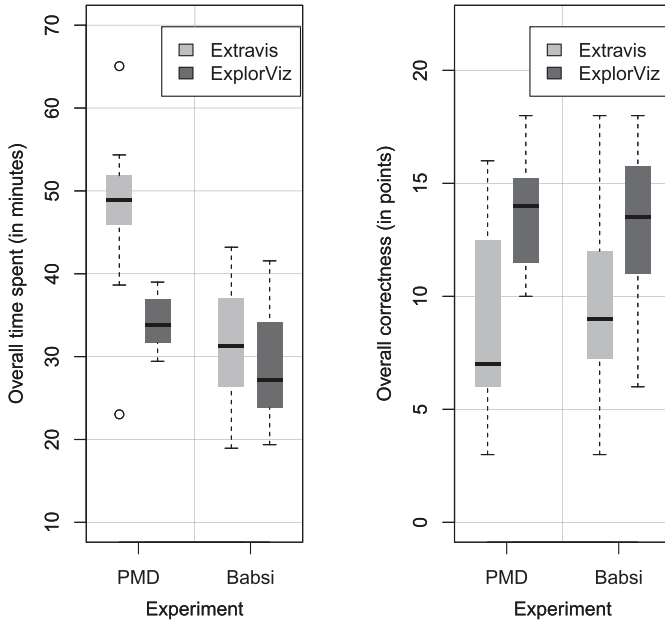 Overall time spent (in minutes)
70
60
50
40
30
20
10
Extravis
ExplorViz
PMD
Babsi
Experiment
Overall correctness (in points)
20
15
10
5
0
Extravis
ExplorViz
PMD
Babsi
Experiment